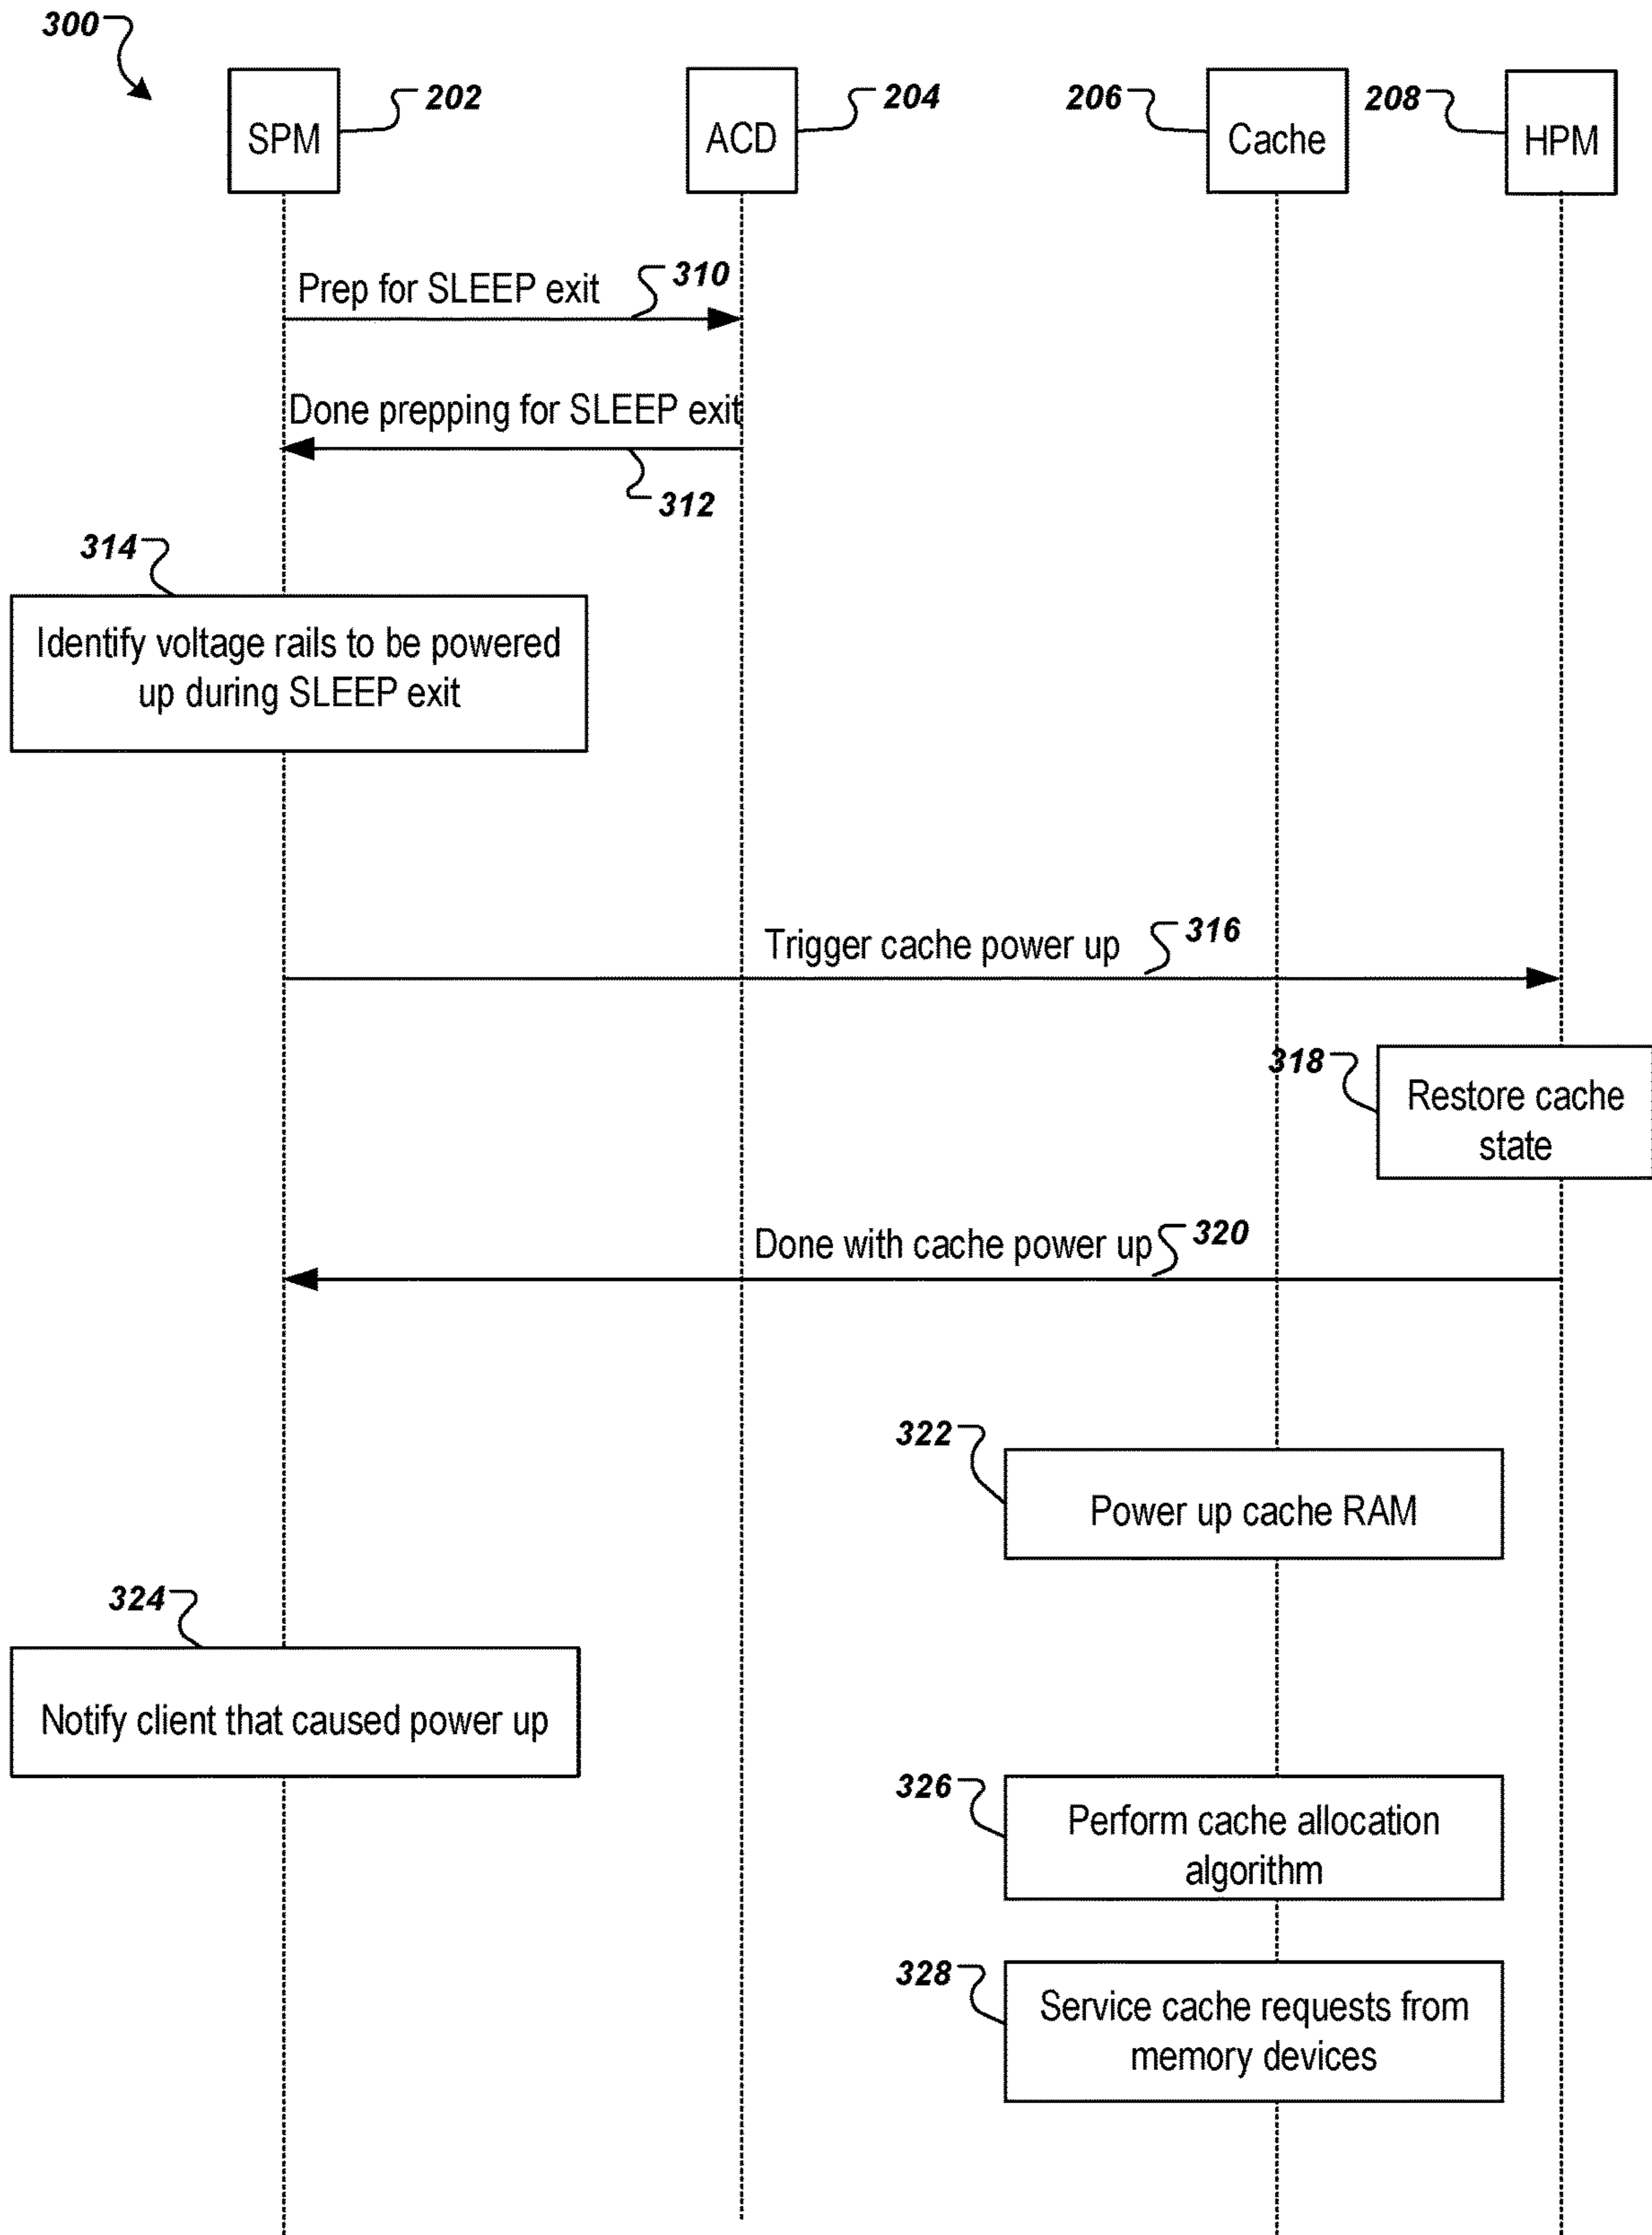 300
SPM
202
ACD
204
206
Cache
208
HPM
Prep for SLEEP exit
310
Done prepping for SLEEP exit
312
314
Identify voltage rails to be powered
up during SLEEP exit
Trigger cache power up
316
318
Restore cache
state
Done with cache power up
320
322
Power up cache RAM
324
Notify client that caused power up
326
Perform cache allocation
algorithm
328
Service cache requests from
memory devices